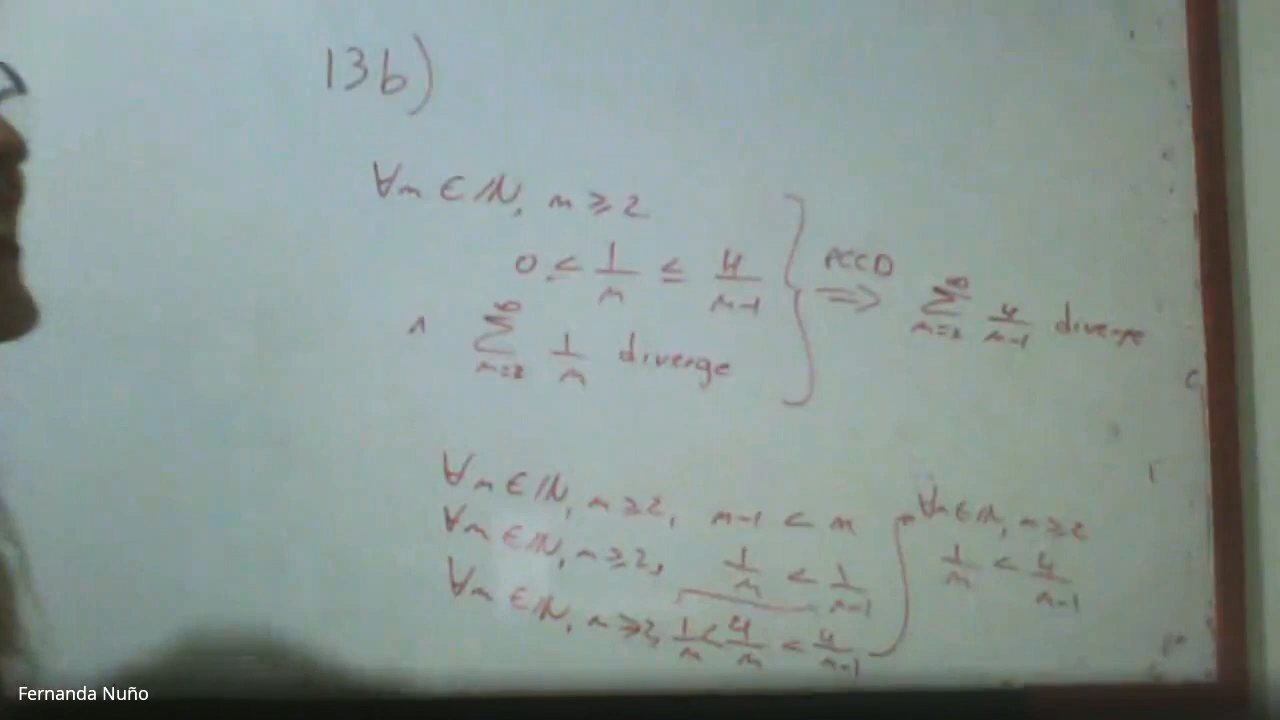 13b)
∀n ∈ ℕ, n ≥ 2
0 ≤ 1/n ≤ 4/(n-1)
∧ ∑_{n=2}^{∞} 1/n diverge
⟹ ∑_{n=2}^{∞} 4/(n-1) diverge
∀n ∈ ℕ, n ≥ 2, n-1 < n
∀n ∈ ℕ, n ≥ 2, 1/n < 1/(n-1)
∀n ∈ ℕ, n ≥ 2, 1/n < 4/n < 4/(n-1)
∀n ∈ ℕ, n ≥ 2
1/n < 4/(n-1)
Fernanda Nuño